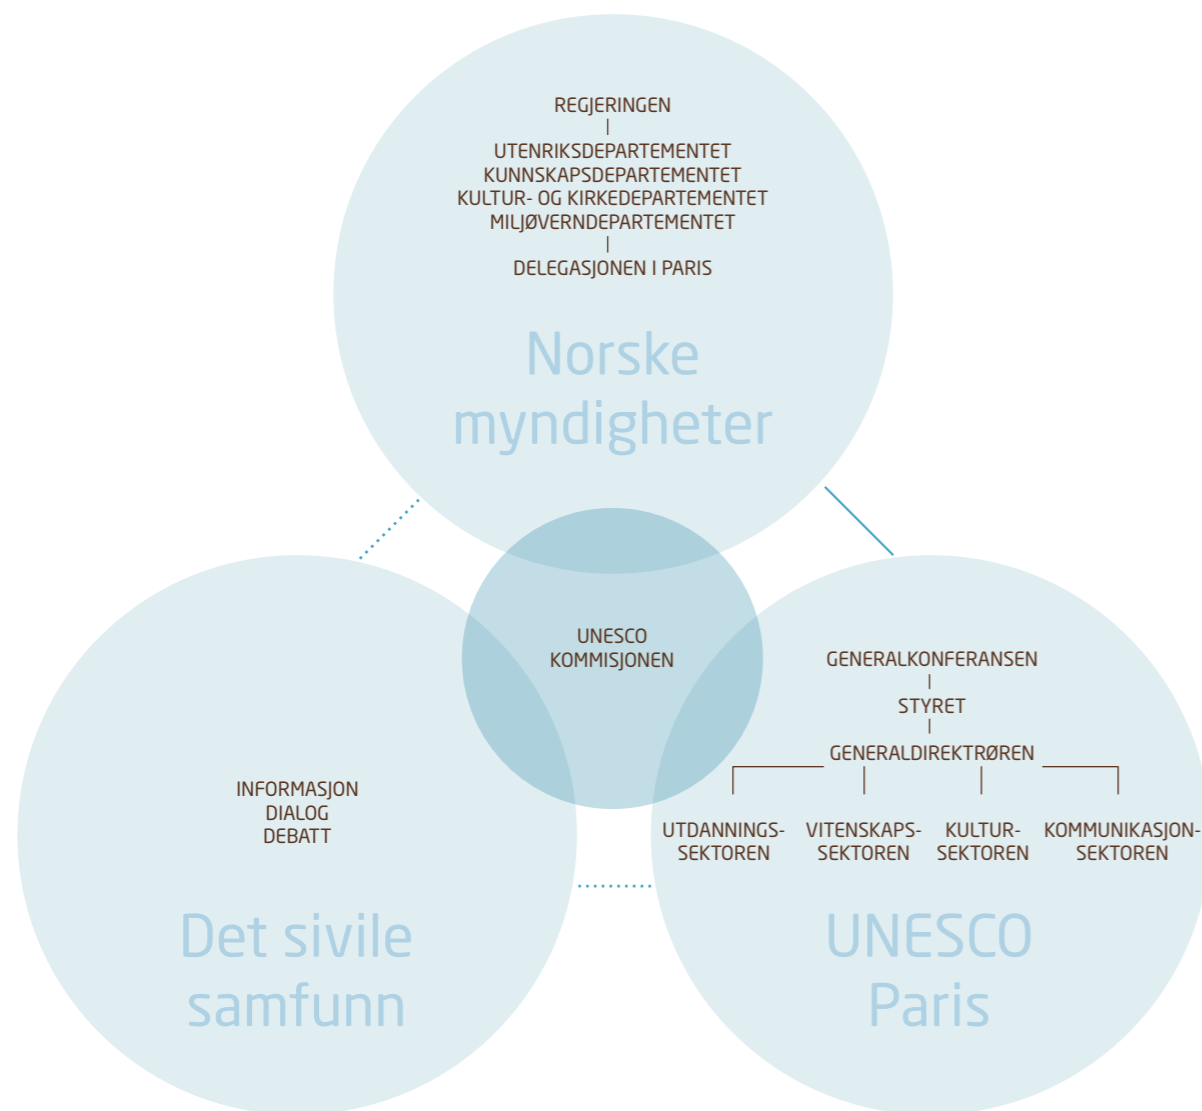 REGJERINGEN
UTENRIKSDEPARTEMENTET
KUNNSKAPSDEPARTEMENTET
KULTUR- OG KIRKEDEPARTEMENTET
MILJØVERNDEPARTEMENTET
DELEGASJONEN I PARIS
Norske
myndigheter
UNESCO
KOMMISJONEN
INFORMASJON
DIALOG
DEBATT
Det sivile
samfunn
GENERALKONFERANSEN
STYRET
GENERALDIREKTRØREN
UTDANNINGS-
SEKTOREN
VITENSKAPS-
SEKTOREN
KULTUR-
SEKTOREN
KOMMUNIKASJON-
SEKTOREN
UNESCO
Paris